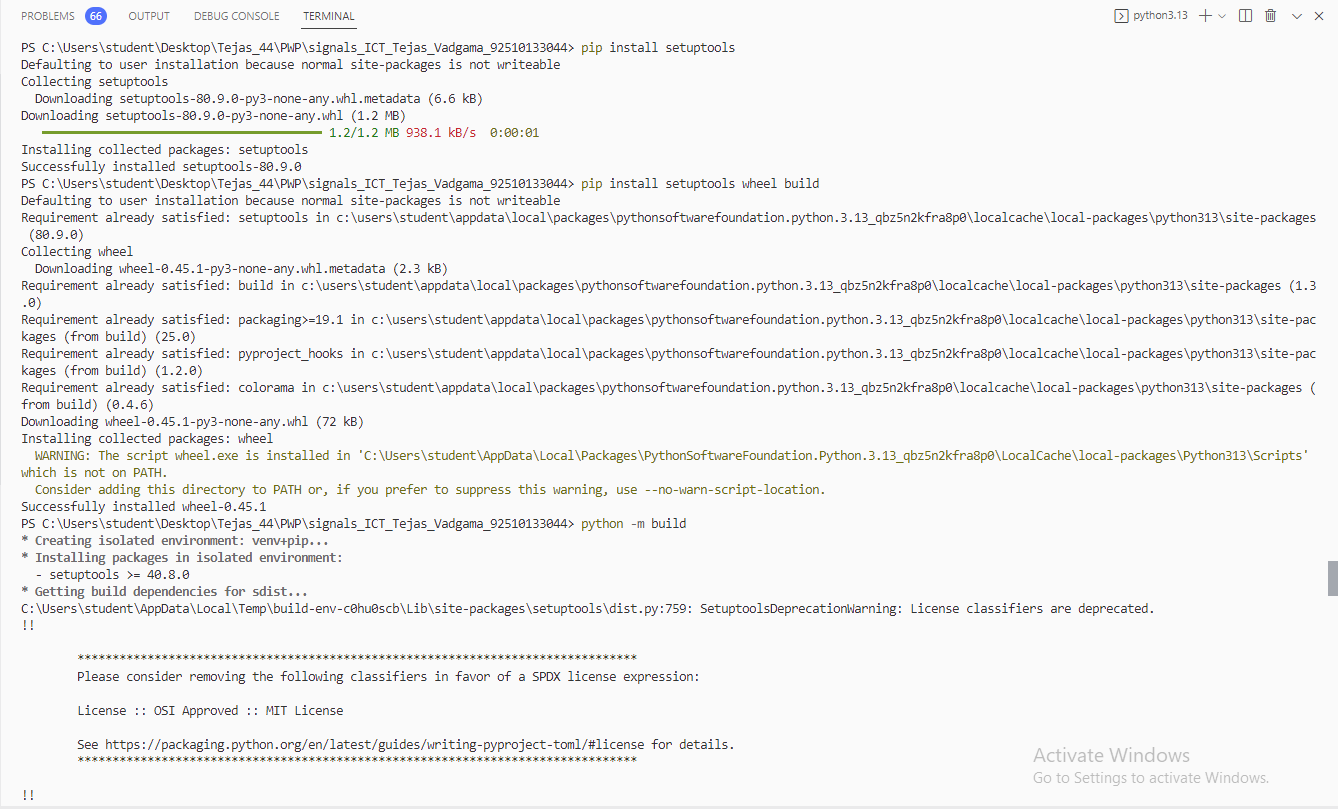 PROBLEMS 66 OUTPUT DEBUG CONSOLE TERMINAL python3.13
PS C:\Users\student\Desktop\Tejas_44\PWP\signals_ICT_Tejas_Vadgama_92510133044> pip install setuptools
Defaulting to user installation because normal site-packages is not writeable
Collecting setuptools
  Downloading setuptools-80.9.0-py3-none-any.whl.metadata (6.6 kB)
Downloading setuptools-80.9.0-py3-none-any.whl (1.2 MB)
1.2/1.2 MB 938.1 kB/s  0:00:01
Installing collected packages: setuptools
Successfully installed setuptools-80.9.0
PS C:\Users\student\Desktop\Tejas_44\PWP\signals_ICT_Tejas_Vadgama_92510133044> pip install setuptools wheel build
Defaulting to user installation because normal site-packages is not writeable
Requirement already satisfied: setuptools in c:\users\student\appdata\local\packages\pythonsoftwarefoundation.python.3.13_qbz5n2kfra8p0\localcache\local-packages\python313\site-packages
 (80.9.0)
Collecting wheel
  Downloading wheel-0.45.1-py3-none-any.whl.metadata (2.3 kB)
Requirement already satisfied: build in c:\users\student\appdata\local\packages\pythonsoftwarefoundation.python.3.13_qbz5n2kfra8p0\localcache\local-packages\python313\site-packages (1.3
.0)
Requirement already satisfied: packaging>=19.1 in c:\users\student\appdata\local\packages\pythonsoftwarefoundation.python.3.13_qbz5n2kfra8p0\localcache\local-packages\python313\site-pac
kages (from build) (25.0)
Requirement already satisfied: pyproject_hooks in c:\users\student\appdata\local\packages\pythonsoftwarefoundation.python.3.13_qbz5n2kfra8p0\localcache\local-packages\python313\site-pac
kages (from build) (1.2.0)
Requirement already satisfied: colorama in c:\users\student\appdata\local\packages\pythonsoftwarefoundation.python.3.13_qbz5n2kfra8p0\localcache\local-packages\python313\site-packages (
from build) (0.4.6)
Downloading wheel-0.45.1-py3-none-any.whl (72 kB)
Installing collected packages: wheel
  WARNING: The script wheel.exe is installed in 'C:\Users\student\AppData\Local\Packages\PythonSoftwareFoundation.Python.3.13_qbz5n2kfra8p0\LocalCache\local-packages\Python313\Scripts'
which is not on PATH.
  Consider adding this directory to PATH or, if you prefer to suppress this warning, use --no-warn-script-location.
Successfully installed wheel-0.45.1
PS C:\Users\student\Desktop\Tejas_44\PWP\signals_ICT_Tejas_Vadgama_92510133044> python -m build
* Creating isolated environment: venv+pip...
* Installing packages in isolated environment:
  - setuptools >= 40.8.0
* Getting build dependencies for sdist...
C:\Users\student\AppData\Local\Temp\build-env-c0hu0scb\Lib\site-packages\setuptools\dist.py:759: SetuptoolsDeprecationWarning: License classifiers are deprecated.
!!
********************************************************************************
Please consider removing the following classifiers in favor of a SPDX license expression:
License :: OSI Approved :: MIT License
See https://packaging.python.org/en/latest/guides/writing-pyproject-toml/#license for details.
********************************************************************************
!!
Activate Windows
Go to Settings to activate Windows.